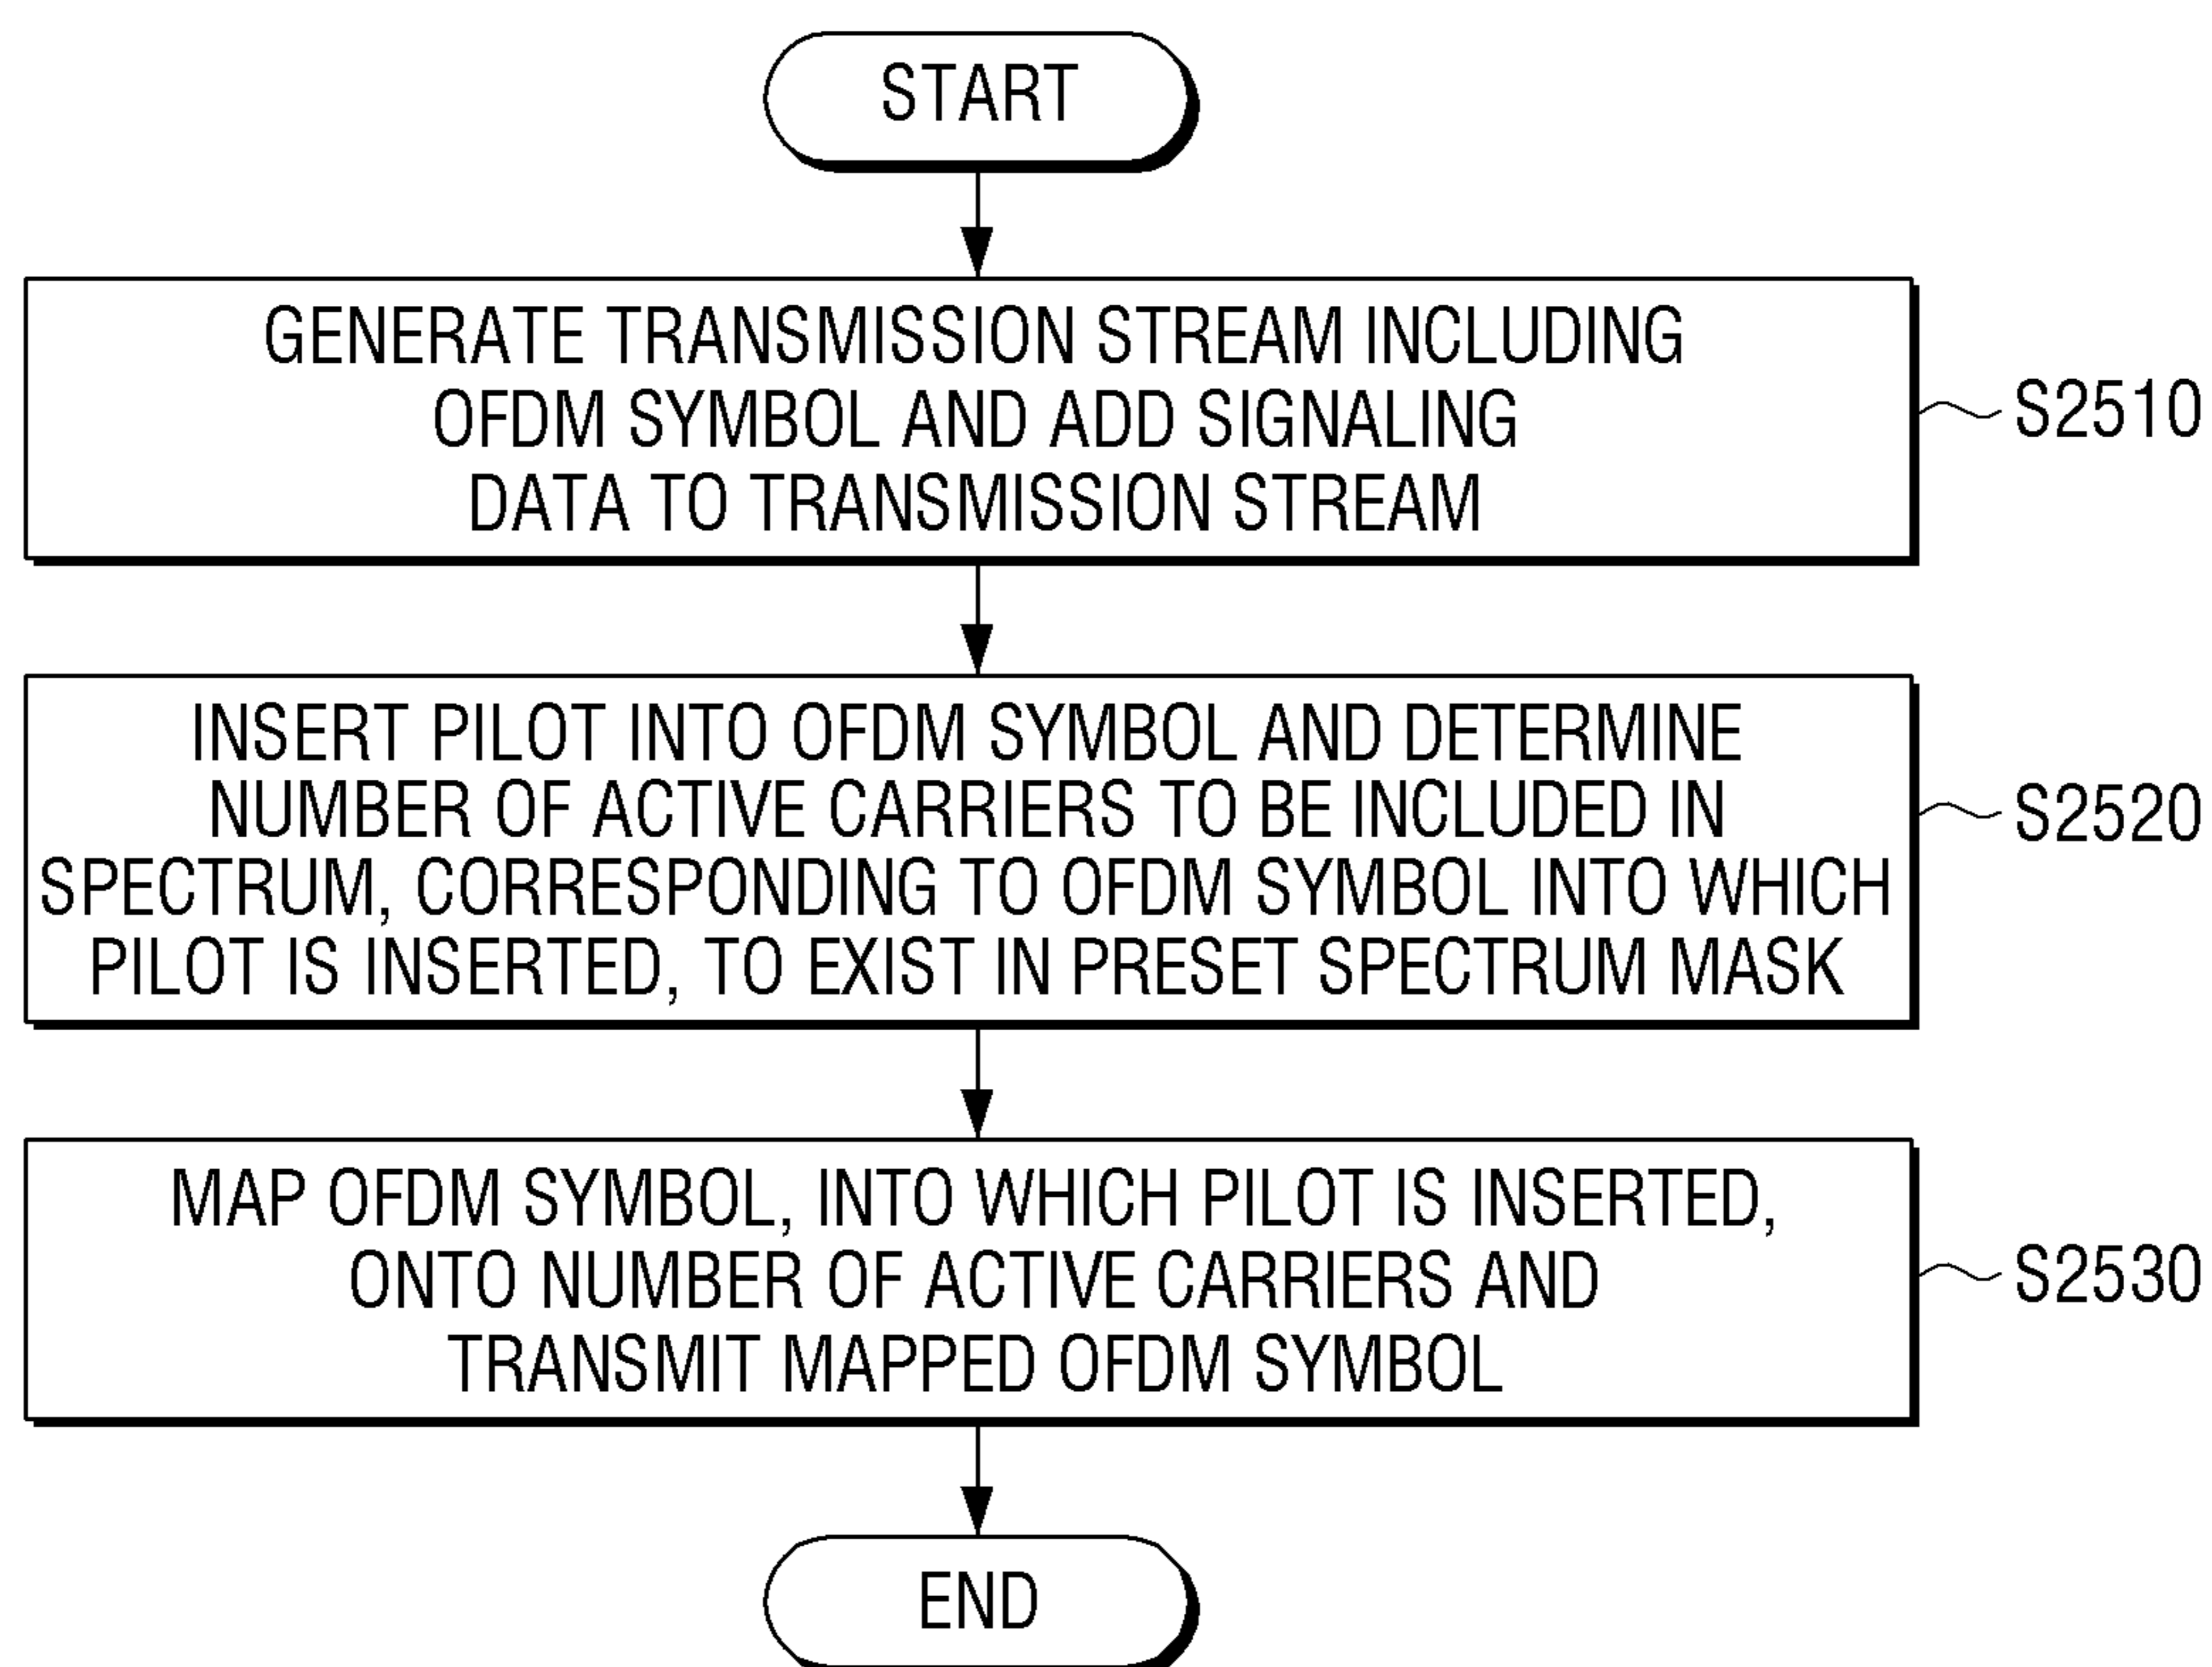 START
GENERATE TRANSMISSION STREAM INCLUDING
OFDM SYMBOL AND ADD SIGNALING
DATA TO TRANSMISSION STREAM
S2510
INSERT PILOT INTO OFDM SYMBOL AND DETERMINE
NUMBER OF ACTIVE CARRIERS TO BE INCLUDED IN
SPECTRUM, CORRESPONDING TO OFDM SYMBOL INTO WHICH
PILOT IS INSERTED, TO EXIST IN PRESET SPECTRUM MASK
S2520
MAP OFDM SYMBOL, INTO WHICH PILOT IS INSERTED,
ONTO NUMBER OF ACTIVE CARRIERS AND
TRANSMIT MAPPED OFDM SYMBOL
S2530
END